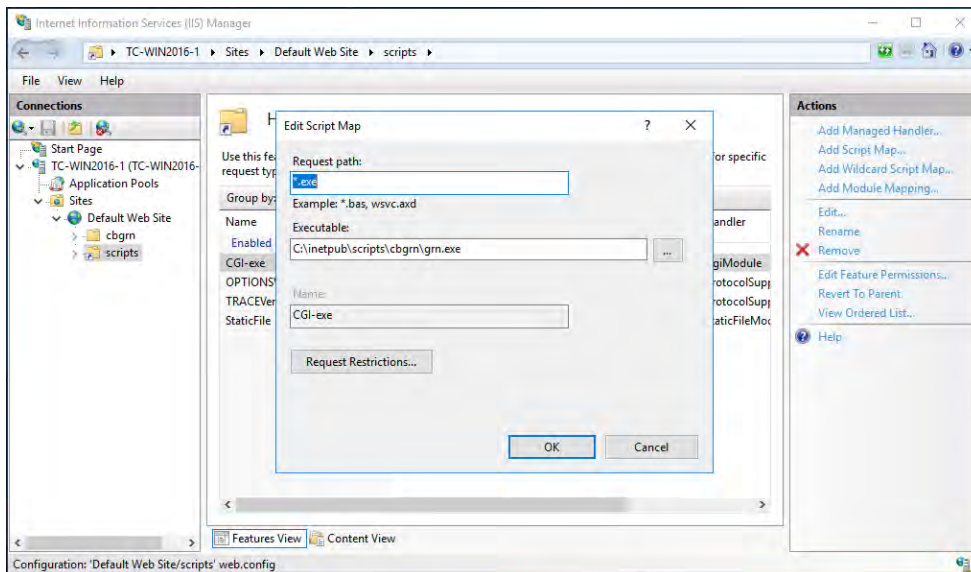 Internet Information Services (IIS) Manager
TC-WIN2016-1 Sites Default Web Site scripts
File View Help
Connections
Start Page
TC-WIN2016-1 (TC-WIN2016-
Application Pools
Sites
Default Web Site
cbgrn
scripts
H
Use this fea
request typ
or specific
Group by:
Name
andler
Enabled
CGI-exe
giModule
OPTIONSV
rotocolSupp
TRACEVer
rotocolSupp
StaticFile
taticFileMoc
Edit Script Map
?
Request path:
*.exe
Example: *.bas, wsvc.axd
Executable:
C:\inetpub\scripts\cbgrn\grn.exe
...
Name:
CGI-exe
Request Restrictions...
OK Cancel
Features View Content View
Actions
Add Managed Handler...
Add Script Map...
Add Wildcard Script Map...
Add Module Mapping...
Edit...
Rename
Remove
Edit Feature Permissions...
Revert To Parent
View Ordered List...
Help
Configuration: 'Default Web Site/scripts' web.config